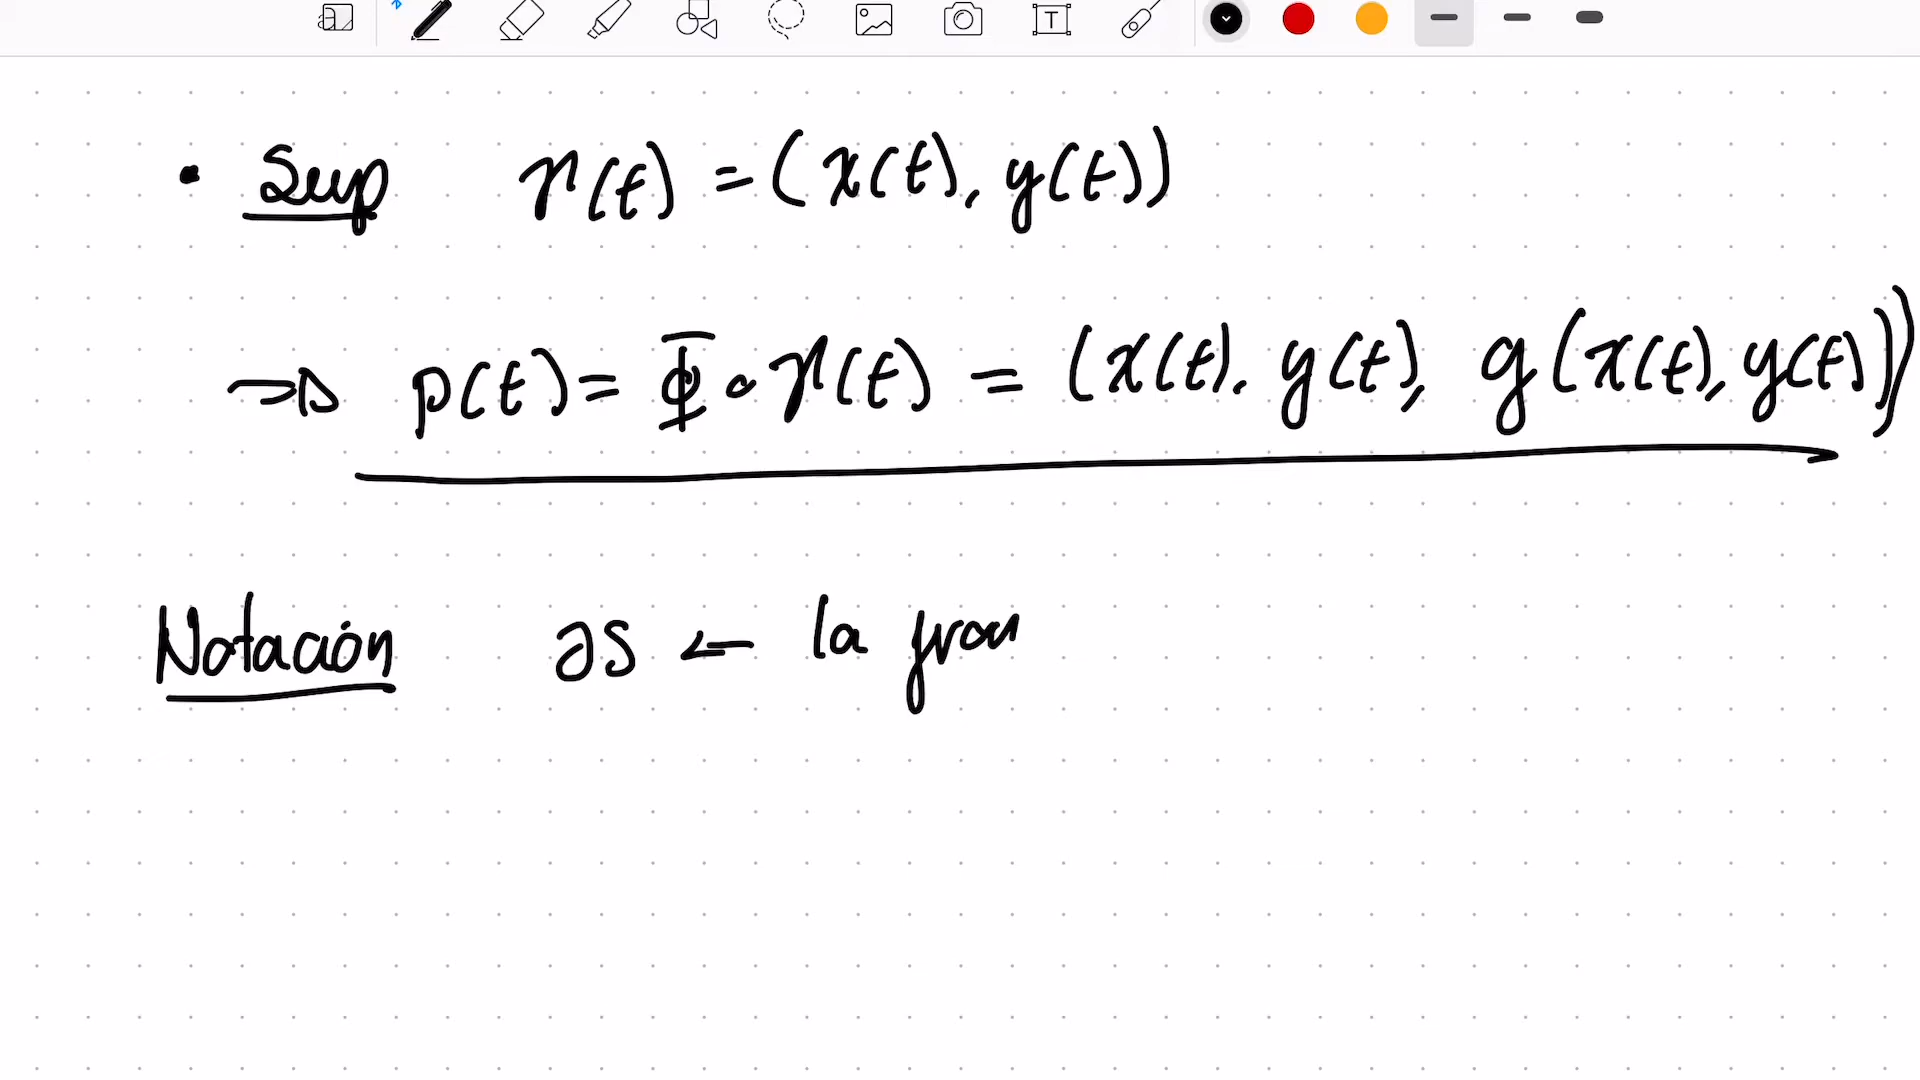 • Sup r(t) = (x(t), y(t))
⇒ p(t) = Φ ∘ r(t) = (x(t), y(t), g(x(t), y(t)))
Notación ∂S ← la fron